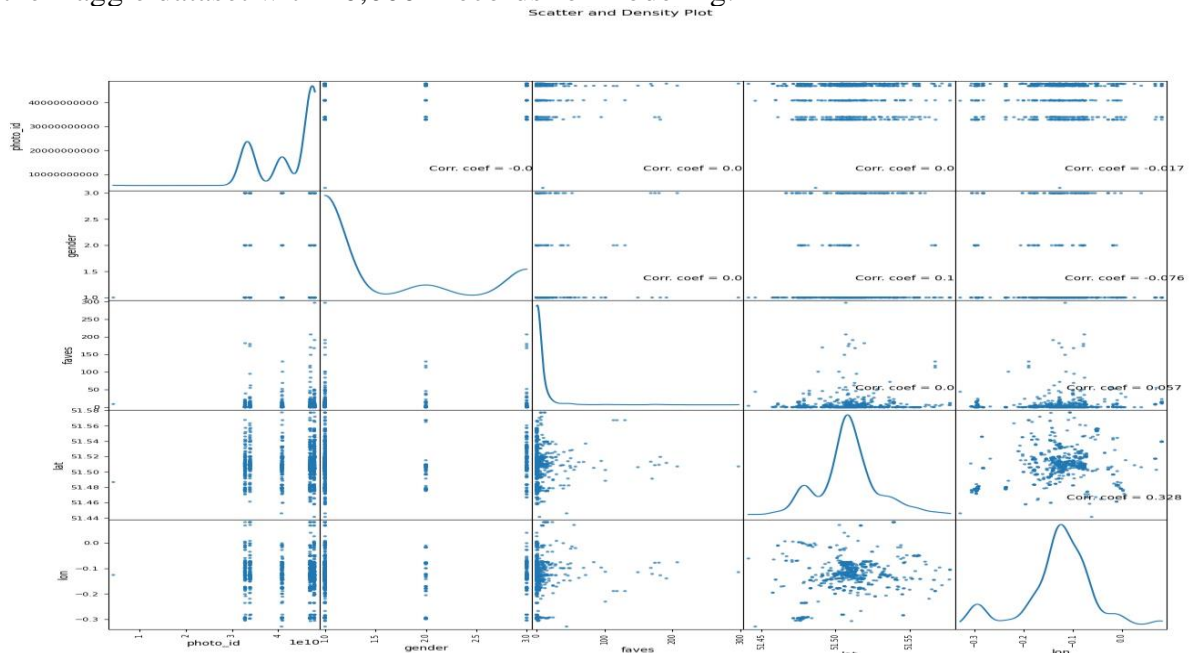 Scatter and Density Plot
40000000000
30000000000
20000000000
10000000000
photo_id
Corr. coef = -0.0
Corr. coef = 0.0
Corr. coef = 0.0
Corr. coef = -0.017
3.0
2.5
2.0
1.5
1.0
gender
Corr. coef = 0.0
Corr. coef = 0.1
Corr. coef = -0.076
300
250
200
150
100
50
faves
Corr. coef = 0.0
Corr. coef = 0.057
51.58
51.56
51.54
51.52
51.50
51.48
51.46
51.44
lat
Corr. coef = 0.328
0.0
−0.1
−0.2
−0.3
lon
1 2 3 4 1e10
photo_id
1.0 1.5 2.0 2.5 3.0
gender
0 100 200 300
faves
51.45 51.50 51.55
−0.3 −0.2 −0.1 0.0